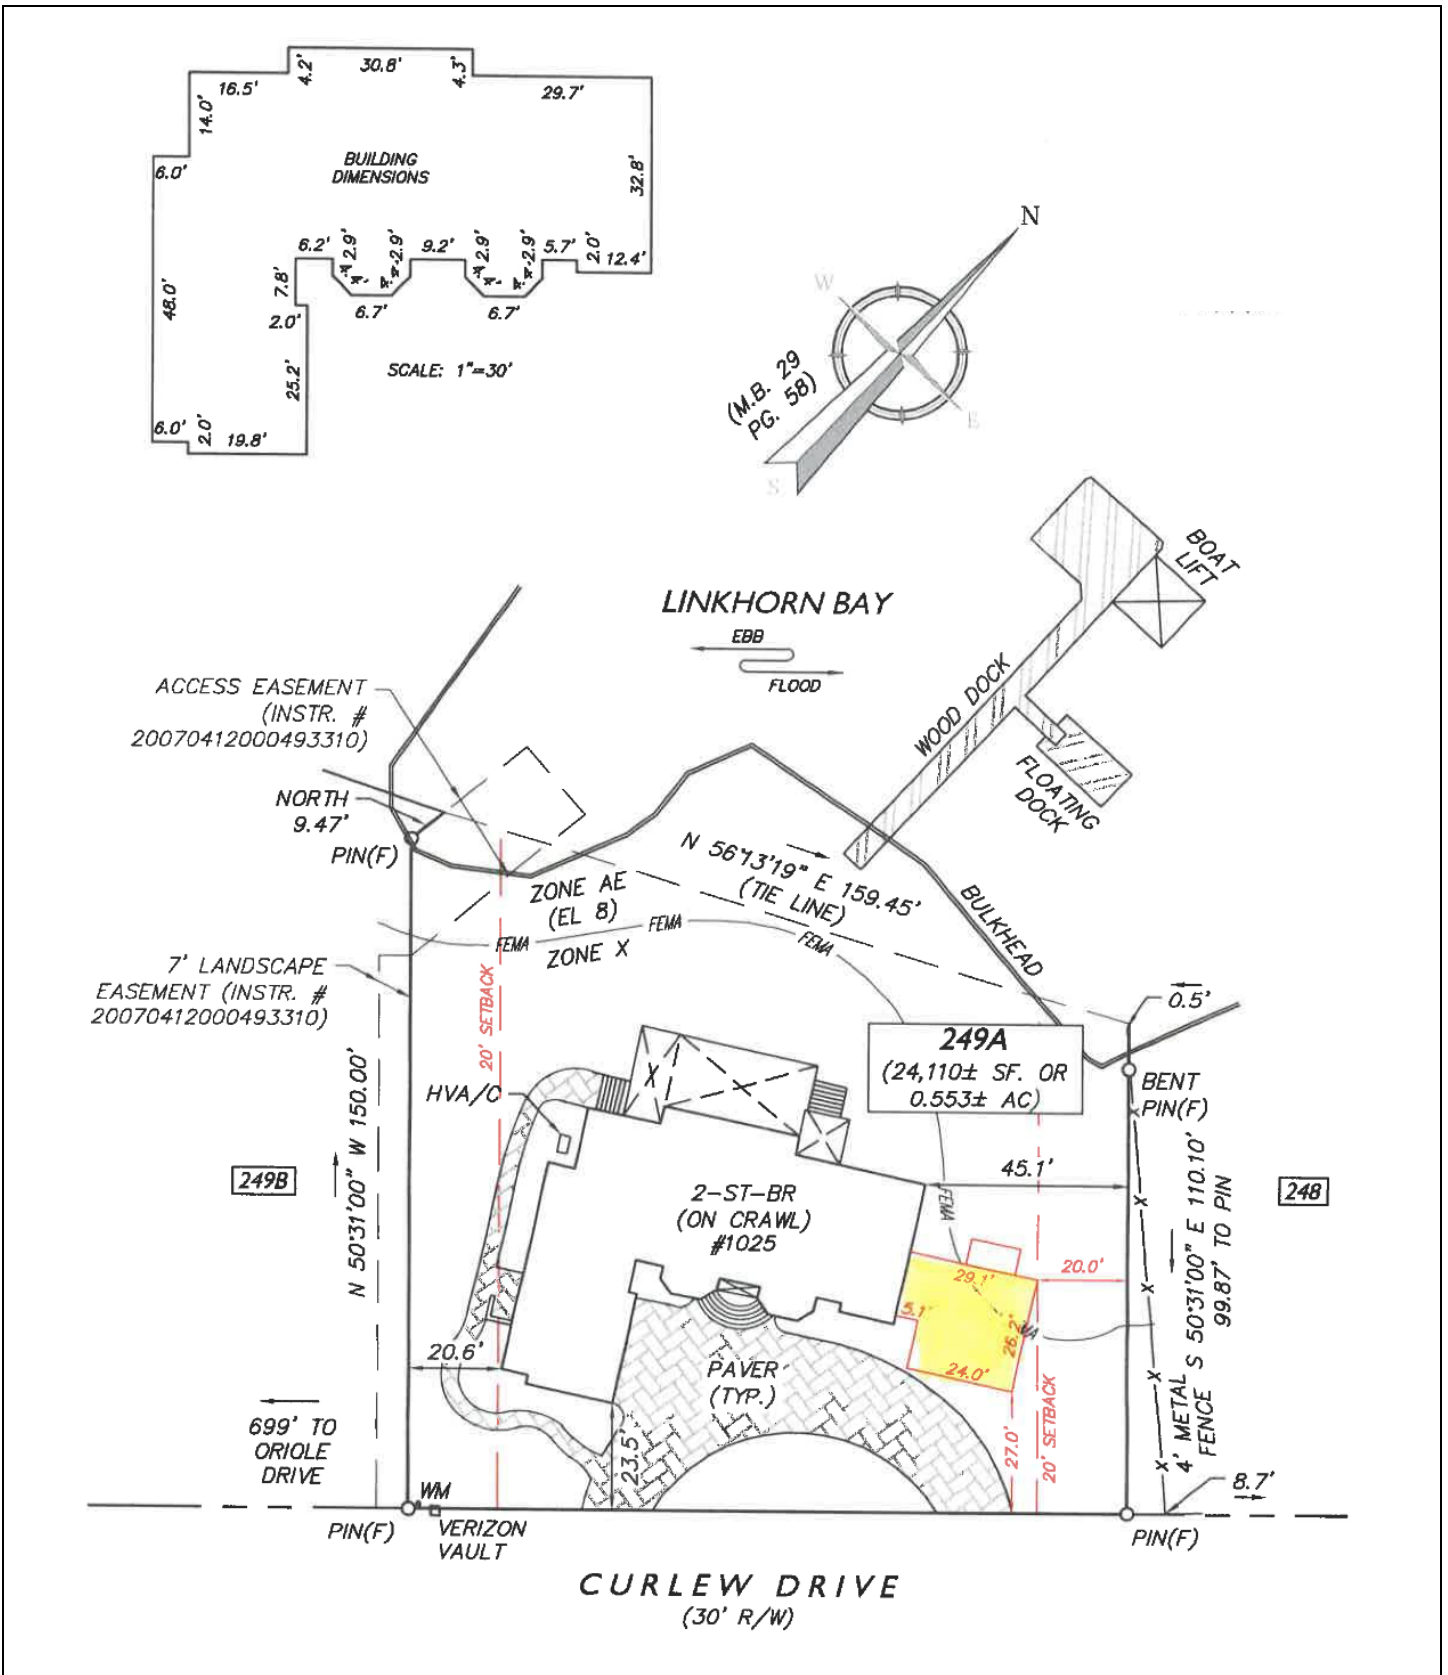 30.8'
4.2'
4.3'
16.5'
29.7'
14.0'
BUILDING
DIMENSIONS
6.0'
32.8'
6.2'
2.9'
2.9'
9.2'
2.9'
2.9'
5.7'
2.0'
12.4'
7.8'
48.0'
6.7'
6.7'
2.0'
25.2'
SCALE: 1"=30'
6.0'
2.0'
19.8'
N
W
E
S
(M.B. 29
PG. 58)
BOAT
LIFT
LINKHORN BAY
EBB
FLOOD
WOOD DOCK
FLOATING
DOCK
ACCESS EASEMENT
(INSTR. #
20070412000493310)
NORTH
9.47'
PIN(F)
N 56°13'19" E 159.45'
(TIE LINE)
ZONE AE
(EL 8)
FEMA
FEMA
FEMA
ZONE X
BULKHEAD
7' LANDSCAPE
EASEMENT (INSTR. #
20070412000493310)
20' SETBACK
0.5'
249A
(24,110± SF. OR
0.553± AC)
BENT
PIN(F)
HVA/C
N 50°31'00" W 150.00'
249B
45.1'
2-ST-BR
(ON CRAWL)
#1025
FEMA
248
S 50°31'00" E 110.10'
99.87' TO PIN
29.1'
20.0'
5.1'
26.2'
MA
24.0'
20.6'
PAVER
(TYP.)
4' METAL
FENCE
20' SETBACK
27.0'
23.5'
699' TO
ORIOLE
DRIVE
8.7'
WM
PIN(F)
VERIZON
VAULT
PIN(F)
CURLEW DRIVE
(30' R/W)